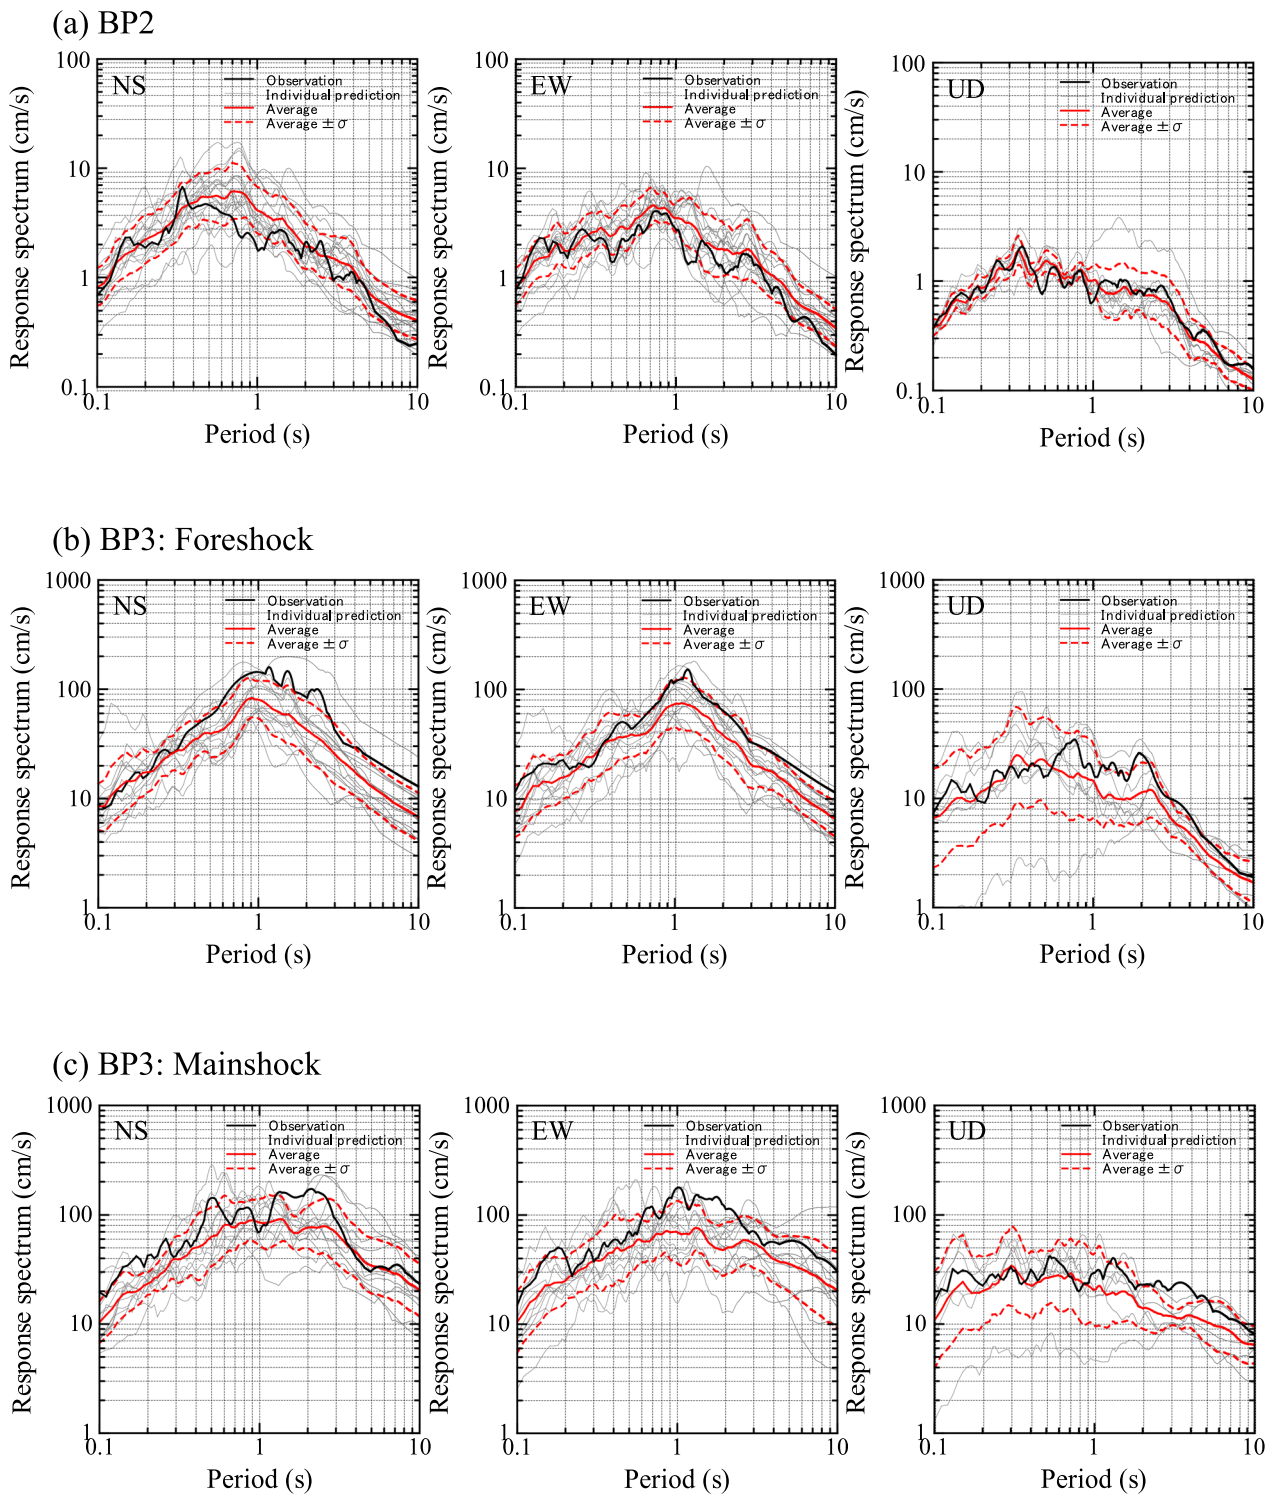 (a) BP2
NS
Observation
Individual prediction
Average
Average ± σ
Response spectrum (cm/s)
100
10
1
0.1
0.1
1
10
Period (s)
EW
Observation
Individual prediction
Average
Average ± σ
Response spectrum (cm/s)
100
10
1
0.1
0.1
1
10
Period (s)
UD
Observation
Individual prediction
Average
Average ± σ
Response spectrum (cm/s)
100
10
1
0.1
0.1
1
10
Period (s)
(b) BP3: Foreshock
NS
Observation
Individual prediction
Average
Average ± σ
Response spectrum (cm/s)
1000
100
10
1
0.1
1
10
Period (s)
EW
Observation
Individual prediction
Average
Average ± σ
Response spectrum (cm/s)
1000
100
10
1
0.1
1
10
Period (s)
UD
Observation
Individual prediction
Average
Average ± σ
Response spectrum (cm/s)
1000
100
10
1
0.1
1
10
Period (s)
(c) BP3: Mainshock
NS
Observation
Individual prediction
Average
Average ± σ
Response spectrum (cm/s)
1000
100
10
1
0.1
1
10
Period (s)
EW
Observation
Individual prediction
Average
Average ± σ
Response spectrum (cm/s)
1000
100
10
1
0.1
1
10
Period (s)
UD
Observation
Individual prediction
Average
Average ± σ
Response spectrum (cm/s)
1000
100
10
1
0.1
1
10
Period (s)